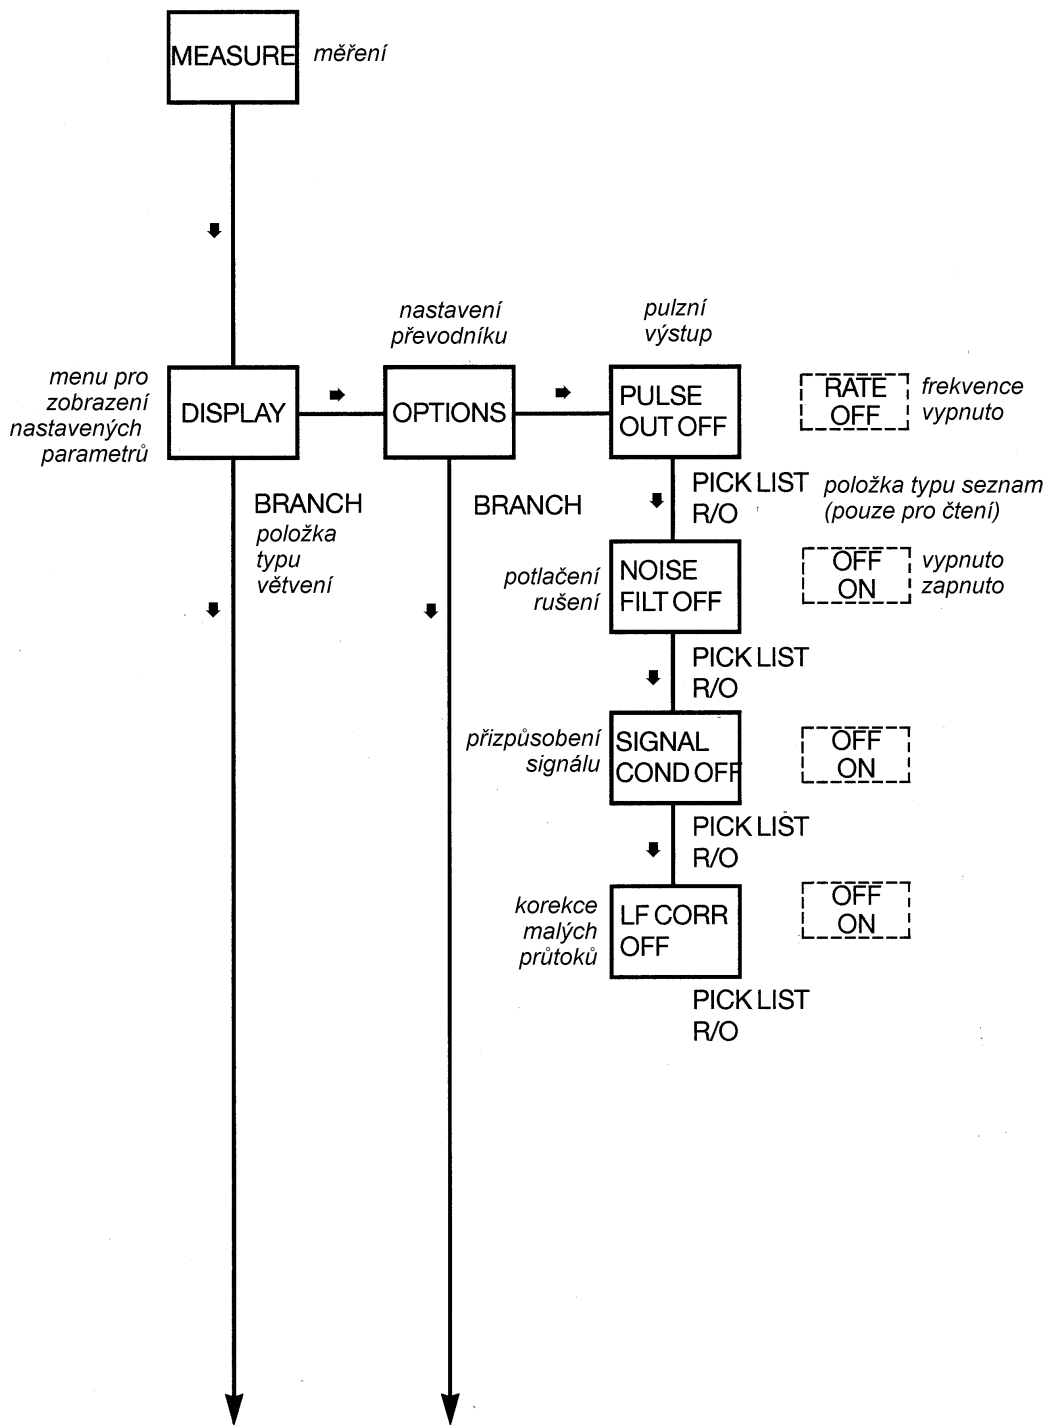 MEASURE
měření
nastavení
převodníku
pulzní
výstup
menu pro
zobrazení
nastavených
parametrů
DISPLAY
OPTIONS
PULSE
OUT OFF
RATE
OFF
frekvence
vypnuto
BRANCH
položka
typu
větvení
BRANCH
PICK LIST
R/O
položka typu seznam
(pouze pro čtení)
potlačení
rušení
NOISE
FILT OFF
OFF
ON
vypnuto
zapnuto
PICK LIST
R/O
přizpůsobení
signálu
SIGNAL
COND OFF
OFF
ON
PICK LIST
R/O
korekce
malých
průtoků
LF CORR
OFF
OFF
ON
PICK LIST
R/O